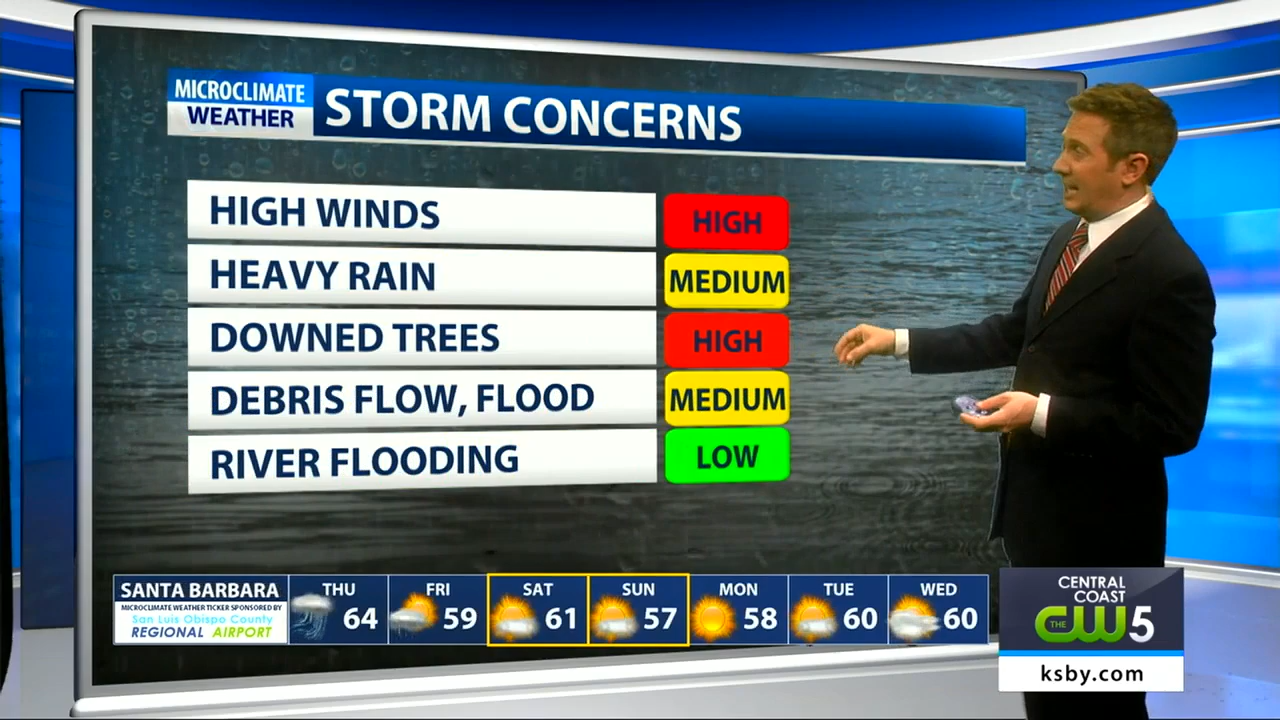 MICROCLIMATE
WEATHER
STORM CONCERNS
HIGH WINDS HIGH
HEAVY RAIN MEDIUM
DOWNED TREES HIGH
DEBRIS FLOW, FLOOD MEDIUM
RIVER FLOODING LOW
SANTA BARBARA
MICROCLIMATE WEATHER TICKER SPONSORED BY
San Luis Obispo County
REGIONAL AIRPORT
THU FRI SAT SUN MON TUE WED
64 59 61 57 58 60 60
CENTRAL
COAST
THE CW5
ksby.com